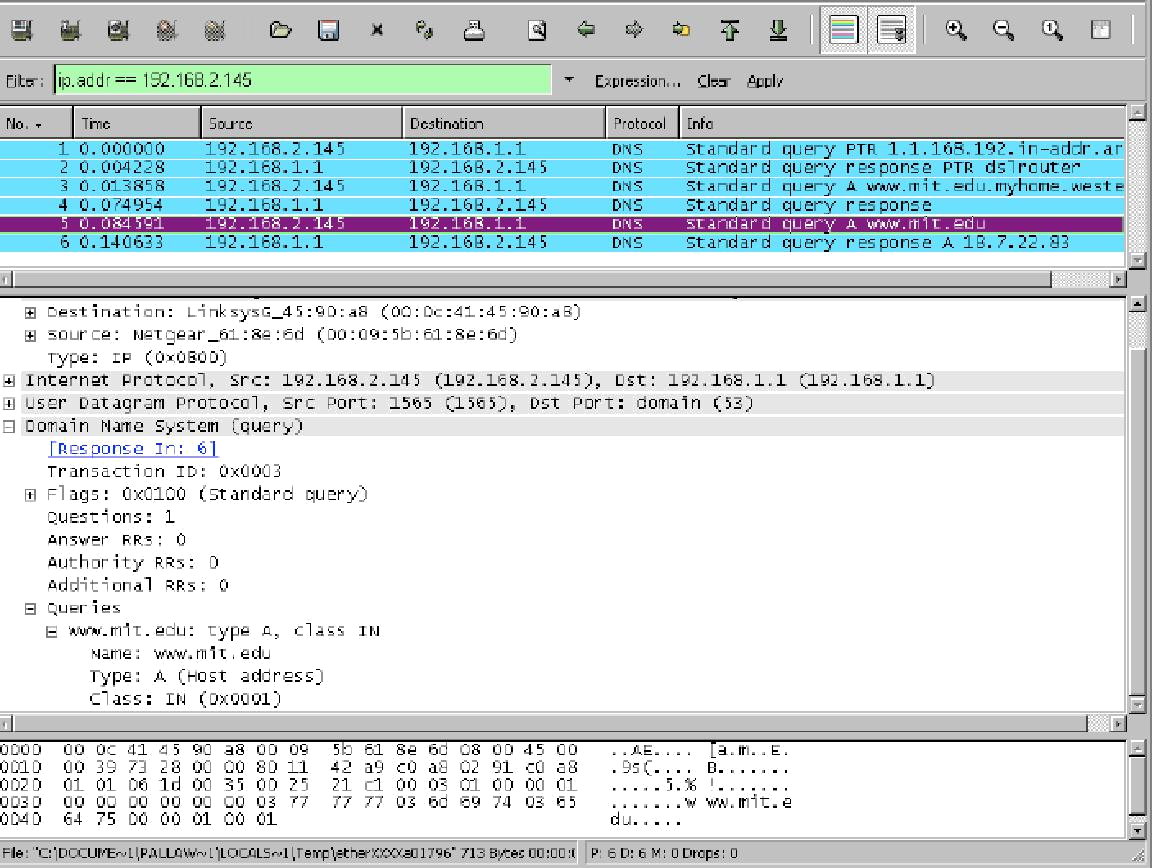 Filter: ip.addr == 192.168.2.145 Expression... Clear Apply
No. Time Source Destination Protocol Info
1 0.000000 192.168.2.145 192.168.1.1 DNS Standard query PTR 1.1.168.192.in-addr.ar
2 0.004228 192.168.1.1 192.168.2.145 DNS Standard query response PTR dslrouter
3 0.013858 192.168.2.145 192.168.1.1 DNS Standard query A www.mit.edu.myhome.weste
4 0.074954 192.168.1.1 192.168.2.145 DNS Standard query response
5 0.084591 192.168.2.145 192.168.1.1 DNS Standard query A www.mit.edu
6 0.140633 192.168.1.1 192.168.2.145 DNS Standard query response A 18.7.22.83
Destination: LinksysG_45:90:a8 (00:0c:41:45:90:a8)
Source: Netgear_61:8e:6d (00:09:5b:61:8e:6d)
Type: IP (0x0800)
Internet Protocol, Src: 192.168.2.145 (192.168.2.145), Dst: 192.168.1.1 (192.168.1.1)
User Datagram Protocol, Src Port: 1565 (1565), Dst Port: domain (53)
Domain Name System (query)
[Response In: 6]
Transaction ID: 0x0003
Flags: 0x0100 (Standard query)
Questions: 1
Answer RRs: 0
Authority RRs: 0
Additional RRs: 0
Queries
www.mit.edu: type A, class IN
Name: www.mit.edu
Type: A (Host address)
Class: IN (0x0001)
0000 00 0c 41 45 90 a8 00 09 5b 61 8e 6d 08 00 45 00 ..AE.... [a.m..E.
0010 00 39 73 28 00 00 80 11 42 a9 c0 a8 02 91 c0 a8 .9s(.... B.......
0020 01 01 06 1d 00 35 00 25 21 c1 00 03 01 00 00 01 .....5.% !.......
0030 00 00 00 00 00 00 03 77 77 77 03 6d 69 74 03 65 .......w ww.mit.e
0040 64 75 00 00 01 00 01 du.....
File: "C:\DOCUME~1\PALLAW~1\LOCALS~1\Temp\etherXXXXa01796" 713 Bytes 00:00:( P: 6 D: 6 M: 0 Drops: 0